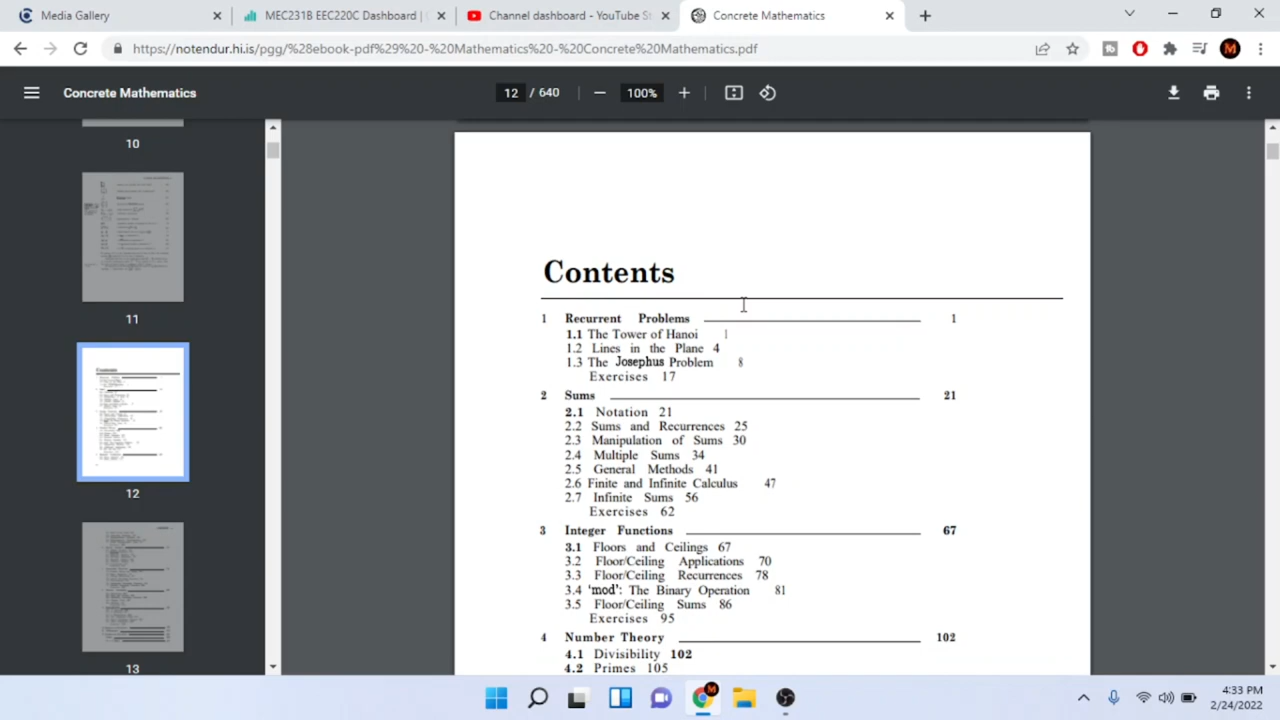 Media Gallery
MEC231B EEC220C Dashboard | C
Channel dashboard - YouTube St
Concrete Mathematics
https://notendur.hi.is/pgg/%28ebook-pdf%29%20-%20Mathematics%20-%20Concrete%20Mathematics.pdf
M
Concrete Mathematics
12 / 640
100%
10
11
12
13
Contents
1 Recurrent Problems 1
1.1 The Tower of Hanoi 1
1.2 Lines in the Plane 4
1.3 The Josephus Problem 8
Exercises 17
2 Sums 21
2.1 Notation 21
2.2 Sums and Recurrences 25
2.3 Manipulation of Sums 30
2.4 Multiple Sums 34
2.5 General Methods 41
2.6 Finite and Infinite Calculus 47
2.7 Infinite Sums 56
Exercises 62
3 Integer Functions 67
3.1 Floors and Ceilings 67
3.2 Floor/Ceiling Applications 70
3.3 Floor/Ceiling Recurrences 78
3.4 'mod': The Binary Operation 81
3.5 Floor/Ceiling Sums 86
Exercises 95
4 Number Theory 102
4.1 Divisibility 102
4.2 Primes 105
M
4:33 PM
2/24/2022